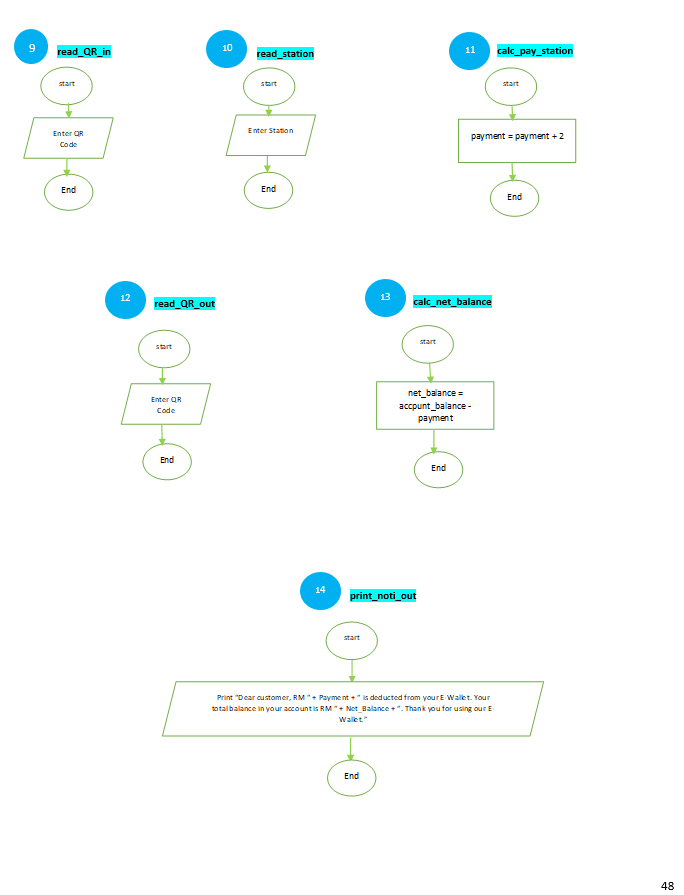 9
read_QR_in
start
Enter QR
Code
End
10
read_station
start
Enter Station
End
11
calc_pay_station
start
payment = payment + 2
End
12
read_QR_out
start
Enter QR
Code
End
13
calc_net_balance
start
net_balance =
accpunt_balance -
payment
End
14
print_noti_out
start
Print "Dear customer, RM " + Payment + " is deducted from your E-Wallet. Your
total balance in your account is RM " + Net_Balance + ". Thank you for using our E-
Wallet."
End
48